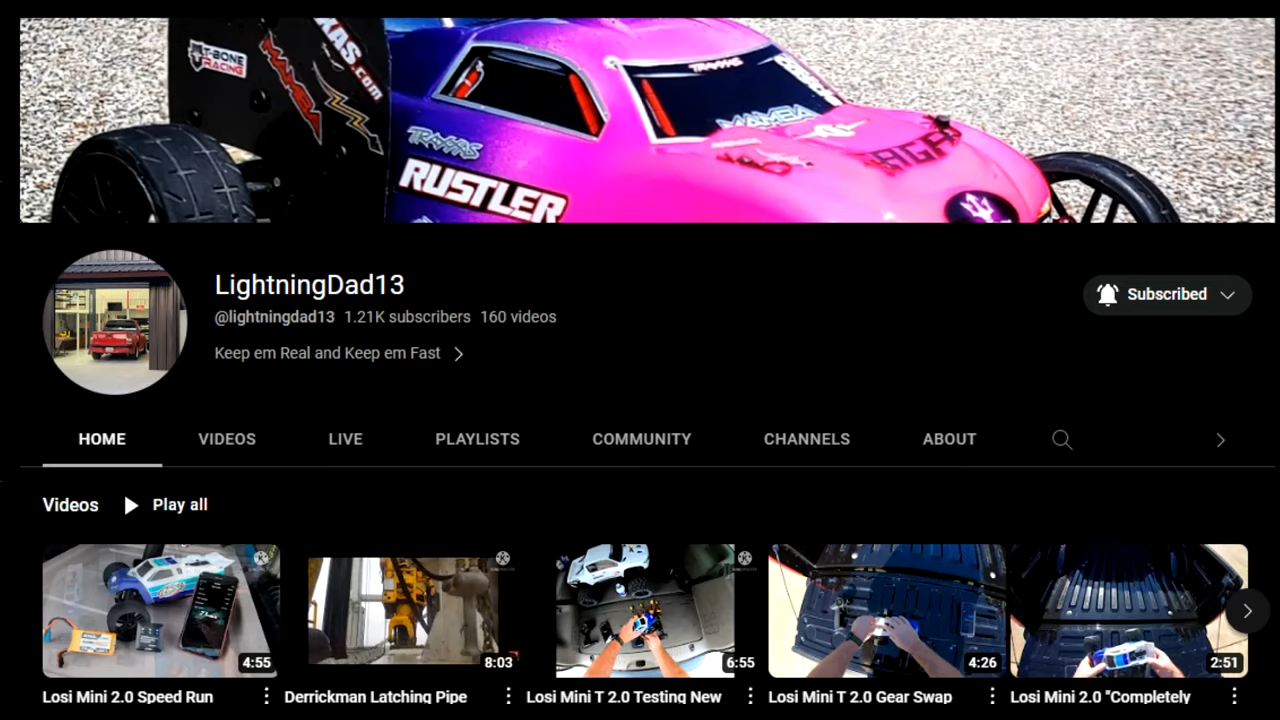 T-BONE
RACING
MAMBA
XAS.com
TRAXXAS
RUSTLER
TRAXXAS
MAMBA
LightningDad13
@lightningdad13 1.21K subscribers 160 videos
Subscribed
Keep em Real and Keep em Fast
HOME VIDEOS LIVE PLAYLISTS COMMUNITY CHANNELS ABOUT
Videos Play all
4:55 8:03 6:55 4:26 2:51
Losi Mini 2.0 Speed Run Derrickman Latching Pipe Losi Mini T 2.0 Testing New Losi Mini T 2.0 Gear Swap Losi Mini 2.0 "Completely